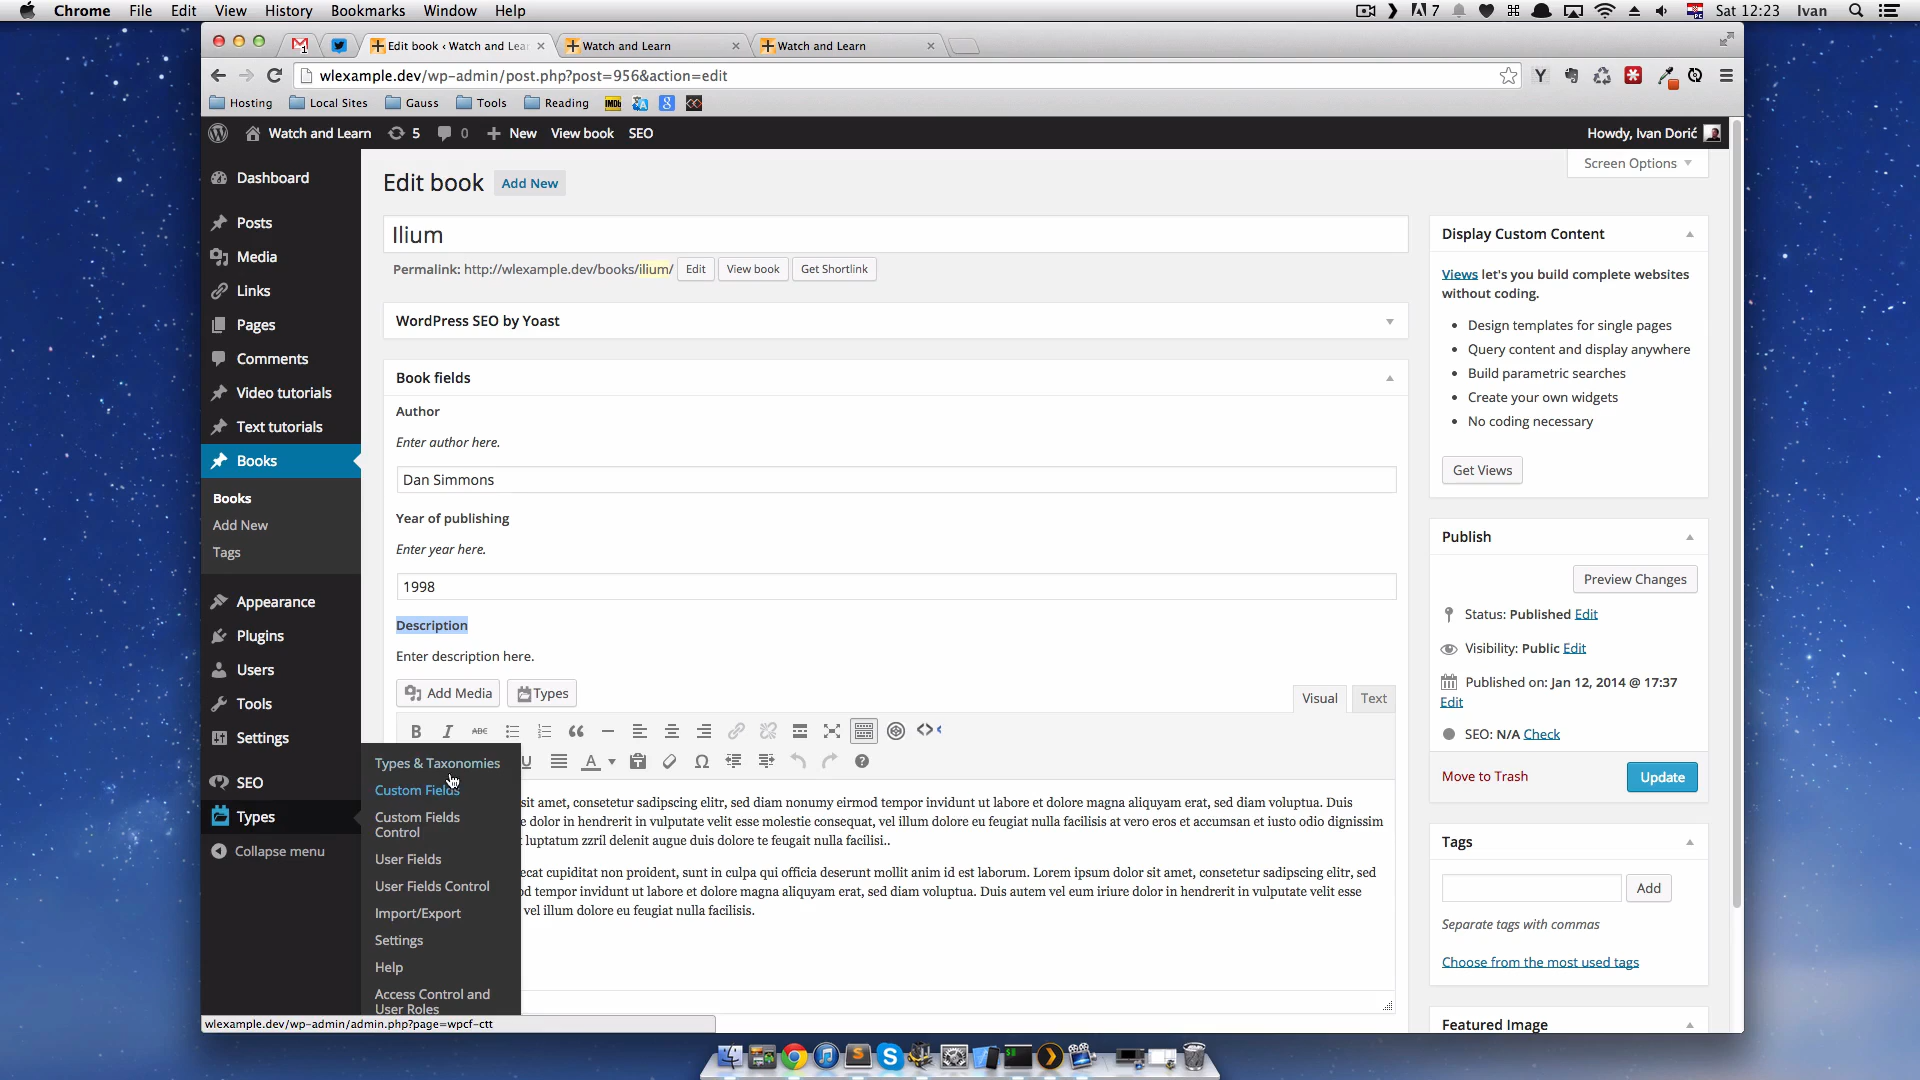 Chrome File Edit View History Bookmarks Window Help 7 Sat 12:23 Ivan
1 Edit book ‹ Watch and Lear Watch and Learn Watch and Learn
wlexample.dev/wp-admin/post.php?post=956&action=edit Y
Hosting Local Sites Gauss Tools Reading IMDb
Watch and Learn 5 0 New View book SEO Howdy, Ivan Dorić
Screen Options
Dashboard
Posts
Media
Links
Pages
Comments
Video tutorials
Text tutorials
Books
Books
Add New
Tags
Appearance
Plugins
Users
Tools
Settings
SEO
Types
Collapse menu
Types & Taxonomies
Custom Fields
Custom Fields
Control
User Fields
User Fields Control
Import/Export
Settings
Help
Access Control and
User Roles
wlexample.dev/wp-admin/admin.php?page=wpcf-ctt
Edit book Add New
Ilium
Permalink: http://wlexample.dev/books/ilium/ Edit View book Get Shortlink
WordPress SEO by Yoast
Book fields
Author
Enter author here.
Dan Simmons
Year of publishing
Enter year here.
1998
Description
Enter description here.
Add Media Types Visual Text
B I ABC
U A Ω
sit amet, consetetur sadipscing elitr, sed diam nonumy eirmod tempor invidunt ut labore et dolore magna aliquyam erat, sed diam voluptua. Duis
e dolor in hendrerit in vulputate velit esse molestie consequat, vel illum dolore eu feugiat nulla facilisis at vero eros et accumsan et iusto odio dignissim
luptatum zzril delenit augue duis dolore te feugait nulla facilisi..
ecat cupiditat non proident, sunt in culpa qui officia deserunt mollit anim id est laborum. Lorem ipsum dolor sit amet, consetetur sadipscing elitr, sed
od tempor invidunt ut labore et dolore magna aliquyam erat, sed diam voluptua. Duis autem vel eum iriure dolor in hendrerit in vulputate velit esse
vel illum dolore eu feugiat nulla facilisis.
Display Custom Content
Views let's you build complete websites
without coding.
Design templates for single pages
Query content and display anywhere
Build parametric searches
Create your own widgets
No coding necessary
Get Views
Publish
Preview Changes
Status: Published Edit
Visibility: Public Edit
Published on: Jan 12, 2014 @ 17:37
Edit
SEO: N/A Check
Move to Trash Update
Tags
Add
Separate tags with commas
Choose from the most used tags
Featured Image